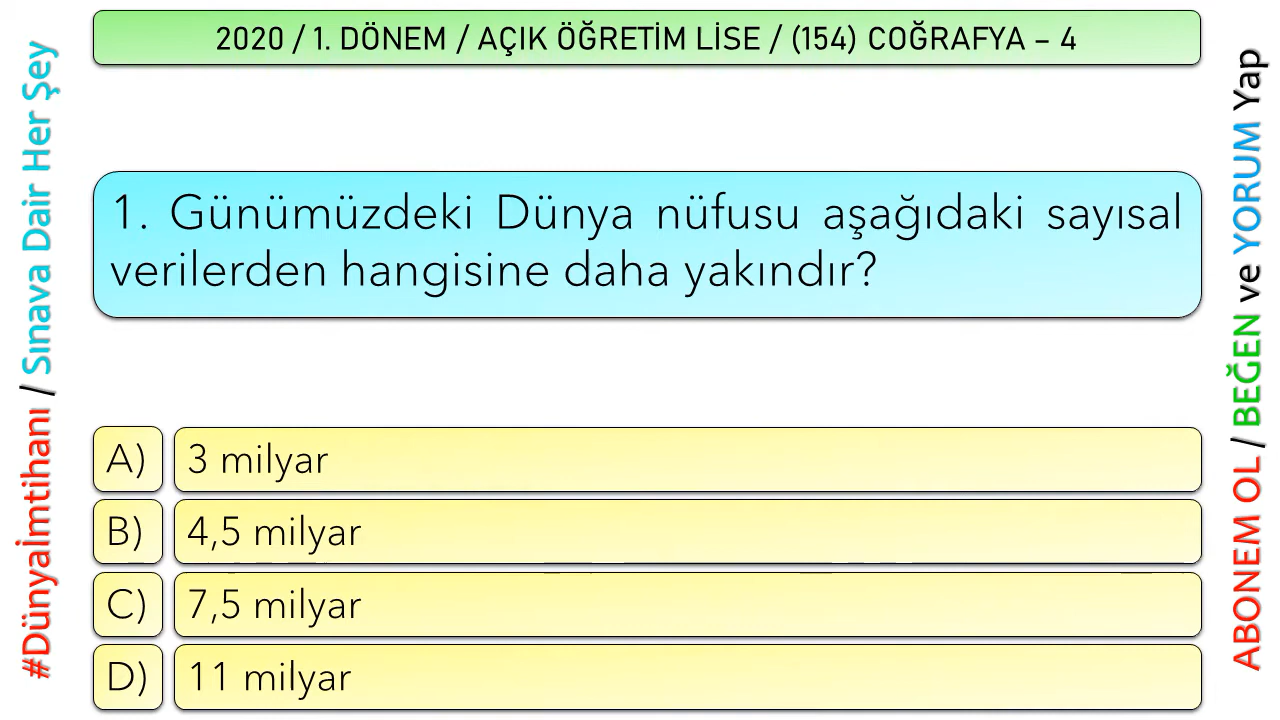 2020 / 1. DÖNEM / AÇIK ÖĞRETİM LİSE / (154) COĞRAFYA – 4
#Dünyaİmtihanı / Sınava Dair Her Şey
1. Günümüzdeki Dünya nüfusu aşağıdaki sayısal
verilerden hangisine daha yakındır?
A) 3 milyar
B) 4,5 milyar
C) 7,5 milyar
D) 11 milyar
ABONEM OL / BEĞEN ve YORUM Yap